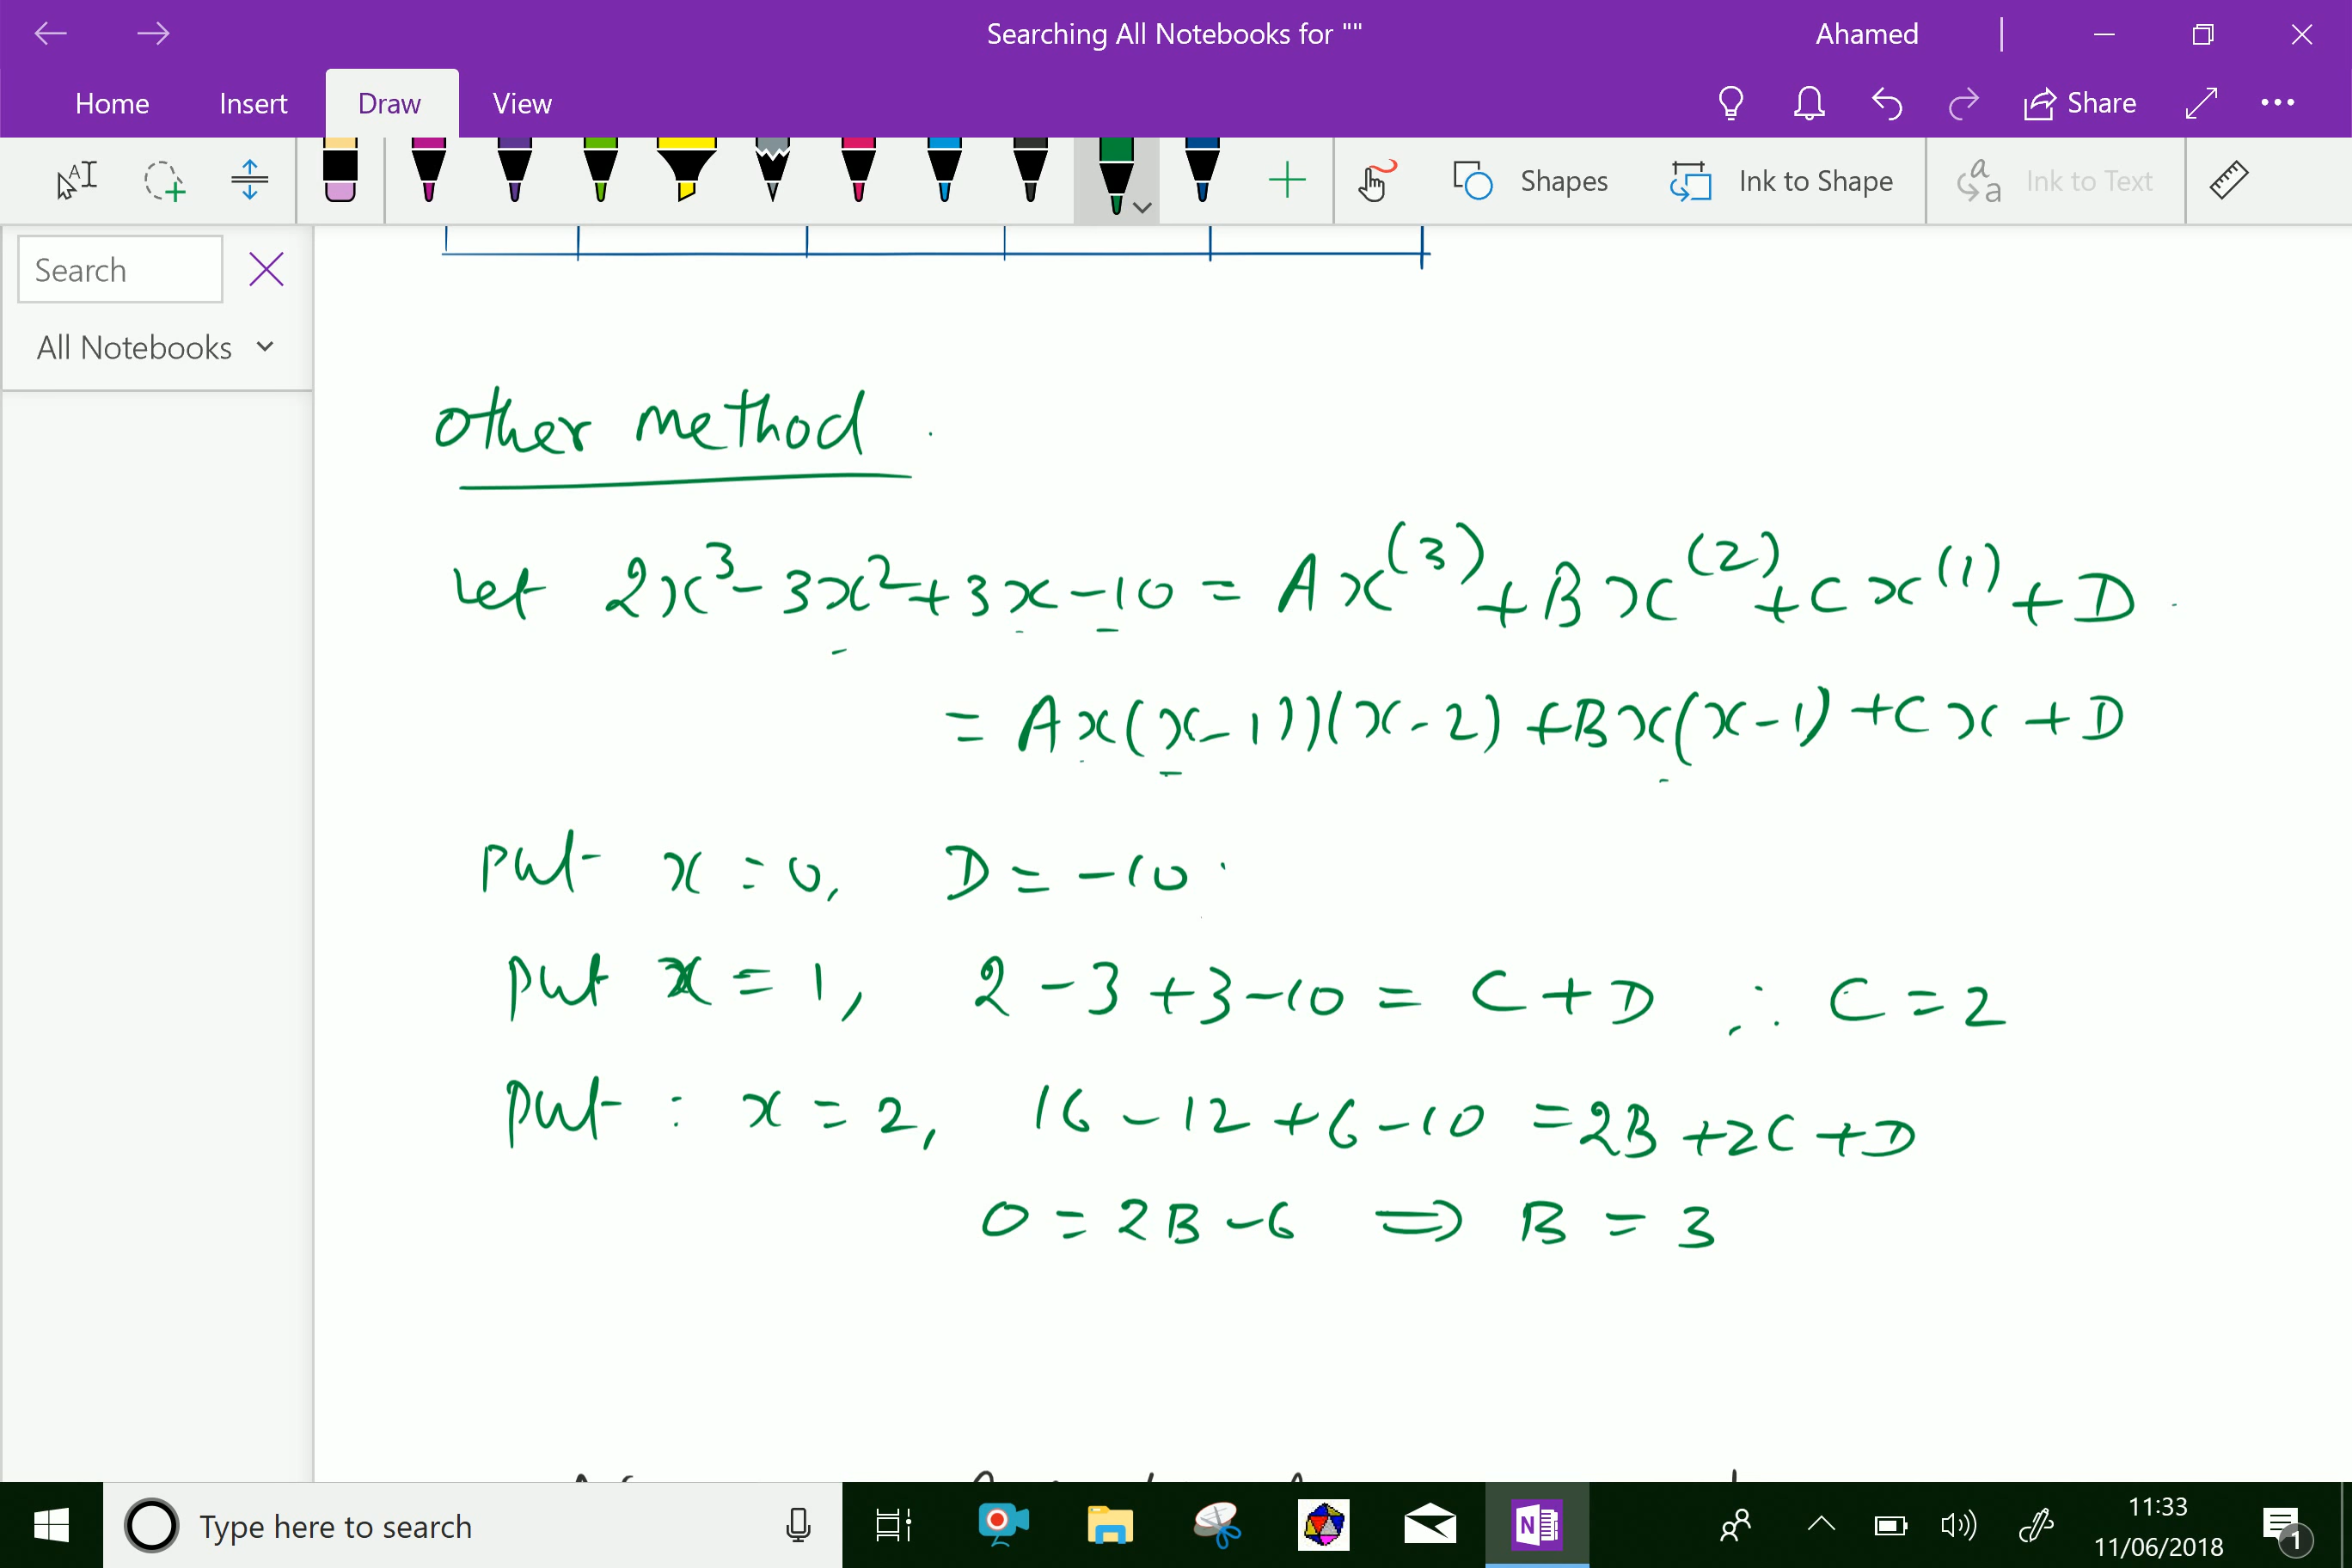 Searching All Notebooks for ""
Ahamed
Home Insert Draw View Share
Shapes Ink to Shape Ink to Text
Search
All Notebooks
other method
let 2x³ - 3x² + 3x - 10 = Ax⁽³⁾ + Bx⁽²⁾ + Cx⁽¹⁾ + D
= Ax(x-1))(x-2) + Bx(x-1) + Cx + D
put x = 0, D = -10
put x = 1, 2 - 3 + 3 - 10 = C + D ∴ C = 2
put : x = 2, 16 - 12 + 6 - 10 = 2B + 2C + D
0 = 2B - 6 ⟹ B = 3
Type here to search
11:33
11/06/2018
1